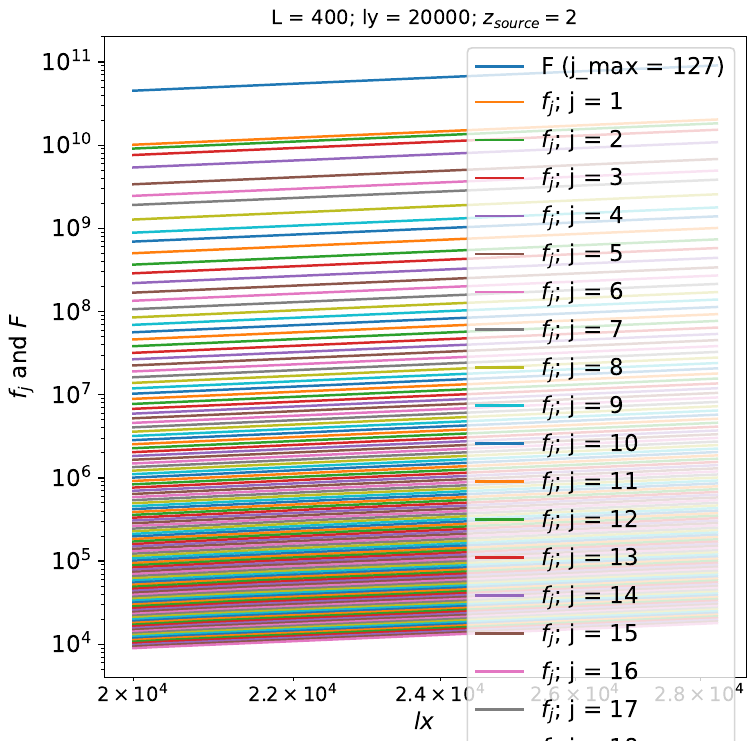 L = 400; ly = 20000; z_source = 2
10^11
10^10
10^9
10^8
10^7
10^6
10^5
10^4
f_j and F
2 × 10^4
2.2 × 10^4
2.4 × 10^4
2.6 × 10^4
2.8 × 10^4
lx
F (j_max = 127)
f_j; j = 1
f_j; j = 2
f_j; j = 3
f_j; j = 4
f_j; j = 5
f_j; j = 6
f_j; j = 7
f_j; j = 8
f_j; j = 9
f_j; j = 10
f_j; j = 11
f_j; j = 12
f_j; j = 13
f_j; j = 14
f_j; j = 15
f_j; j = 16
f_j; j = 17